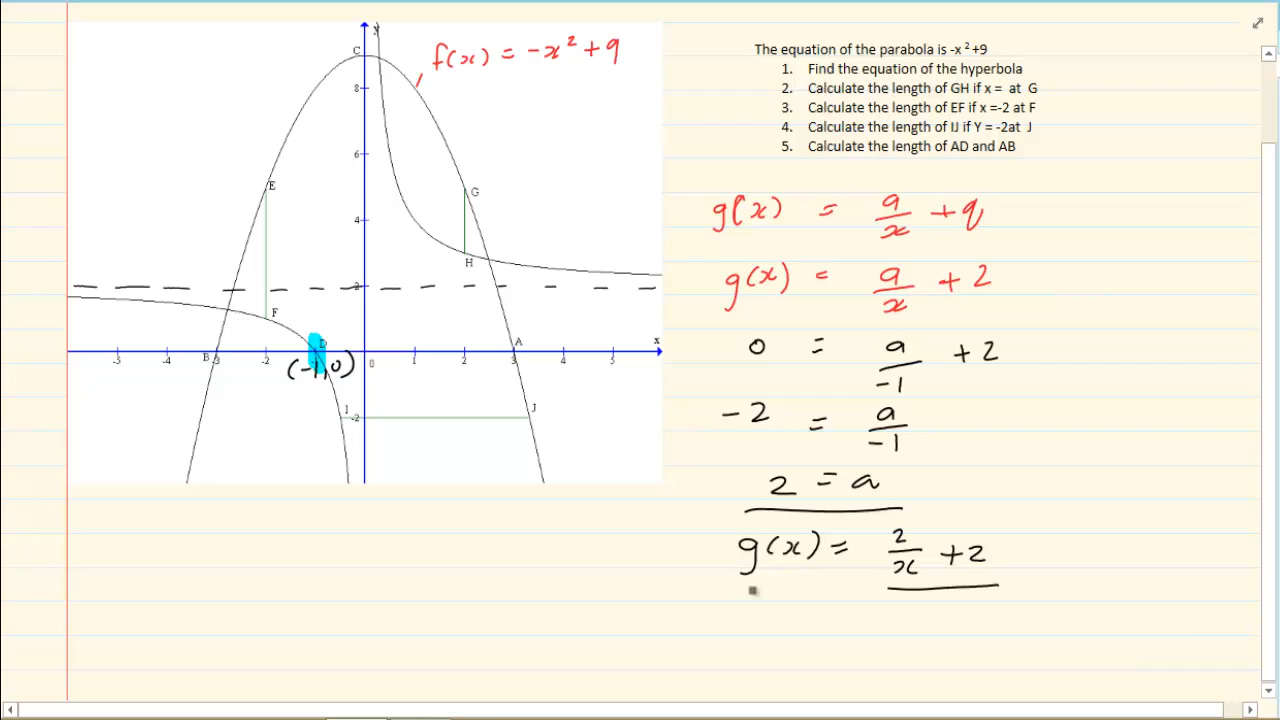 The equation of the parabola is -x ² +9
1. Find the equation of the hyperbola
2. Calculate the length of GH if x = at G
3. Calculate the length of EF if x =-2 at F
4. Calculate the length of IJ if Y = -2at J
5. Calculate the length of AD and AB
y
C
f(x) = -x² + 9
8
6
E
G
4
H
2
F
D
A
x
-5 -4 B -3 -2 0 1 2 3 4 5
(-1,0)
I
-2
J
g(x) = a/x + q
g(x) = a/x + 2
0 = a/-1 + 2
-2 = a/-1
2 = a
g(x) = 2/x + 2